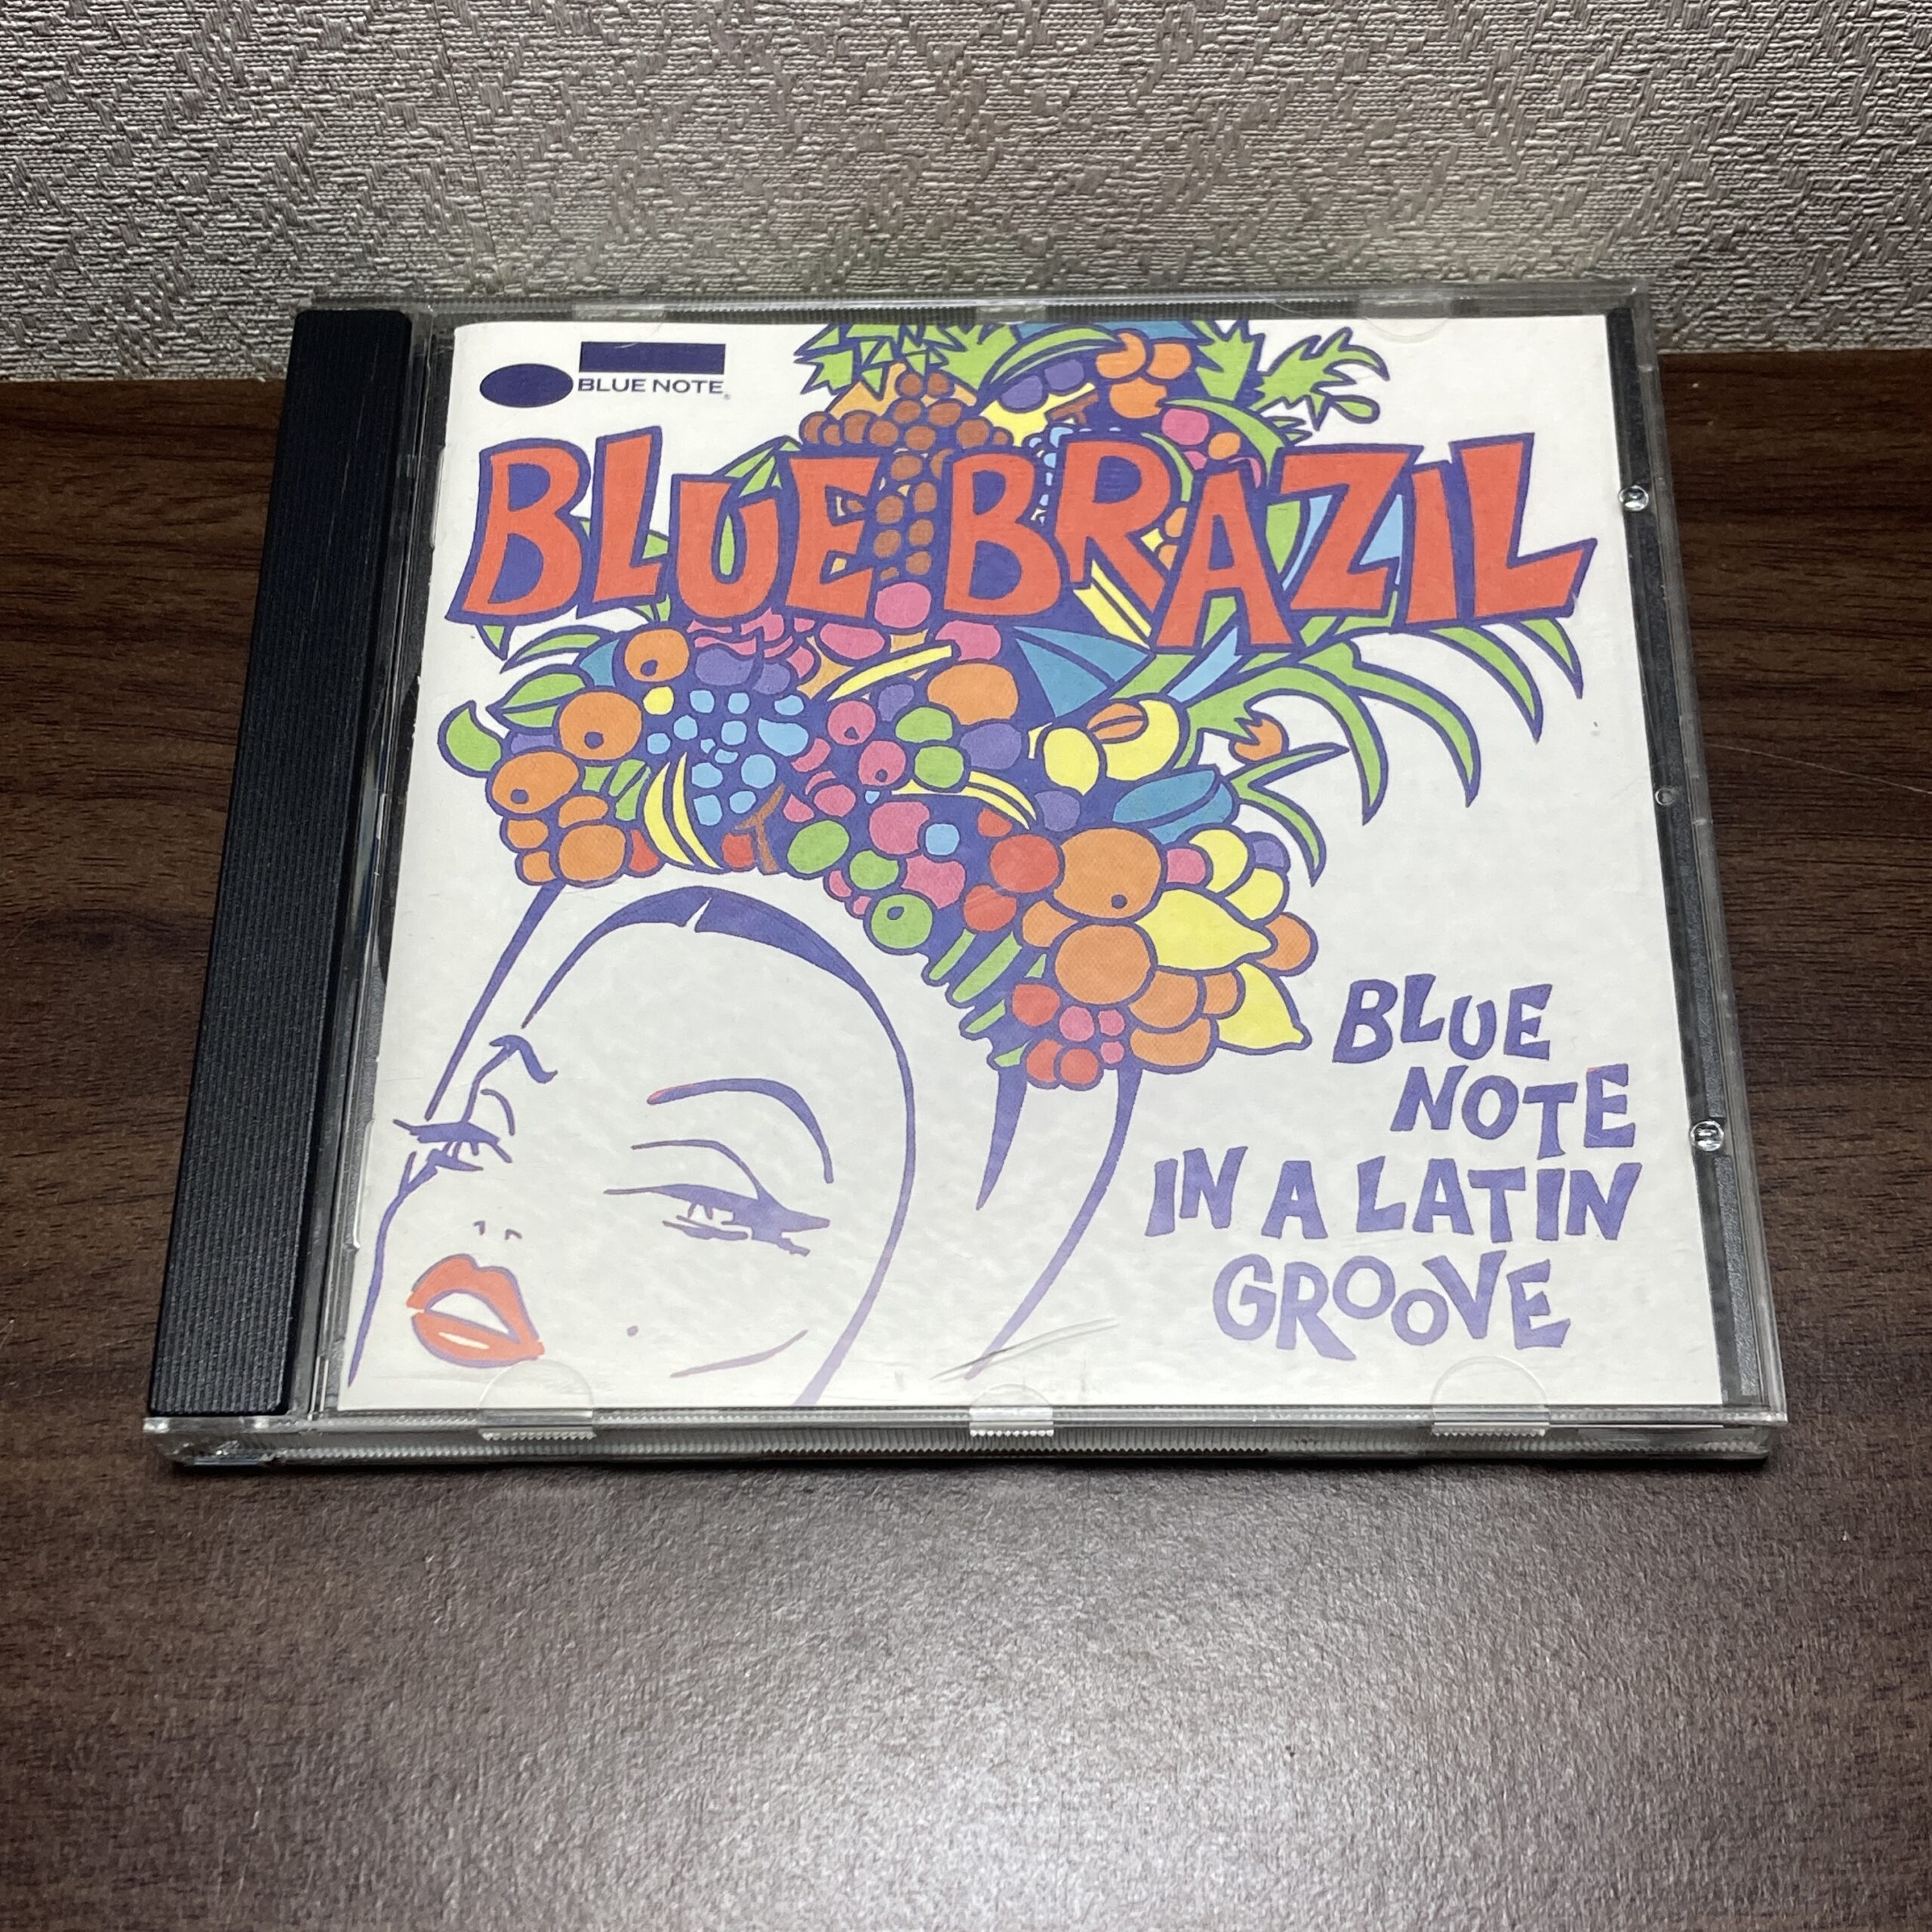 BLUE NOTE®
BLUE BRAZIL
BLUE
NOTE
IN A LATIN
GROOVE